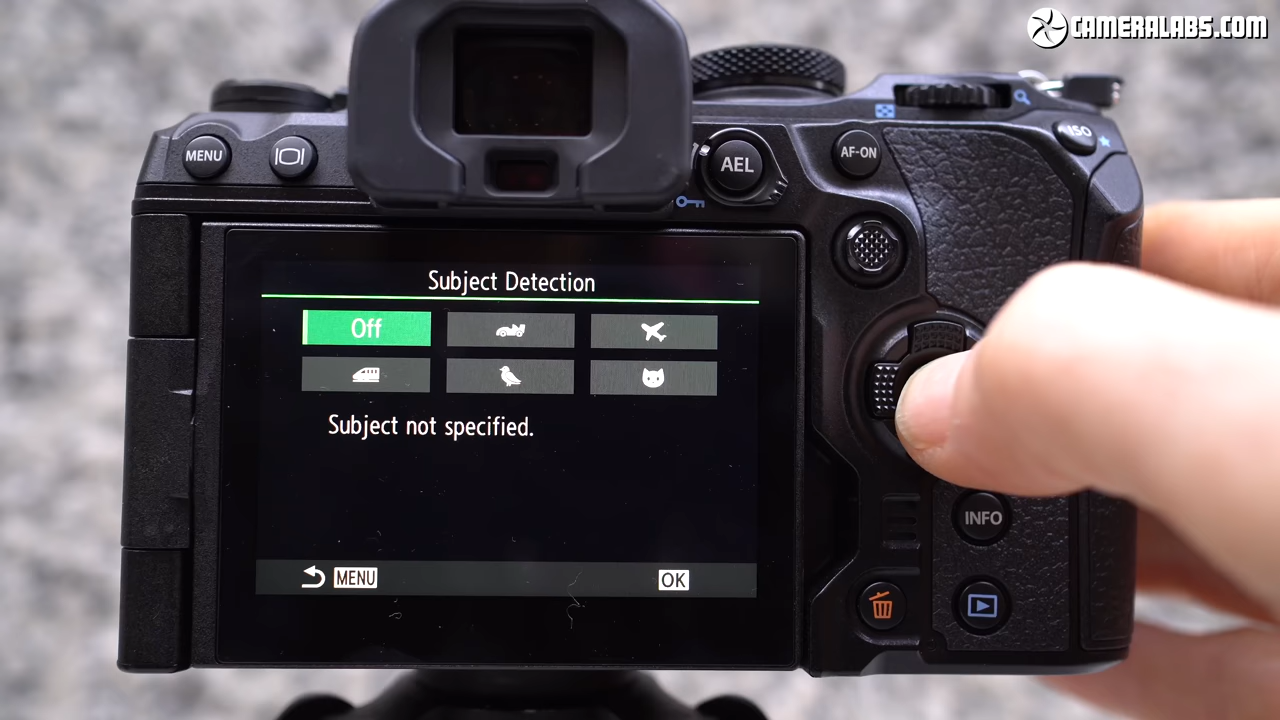 CAMERALABS.COM
MENU
AEL
AF-ON
ISO
Subject Detection
Off
Subject not specified.
MENU
OK
INFO